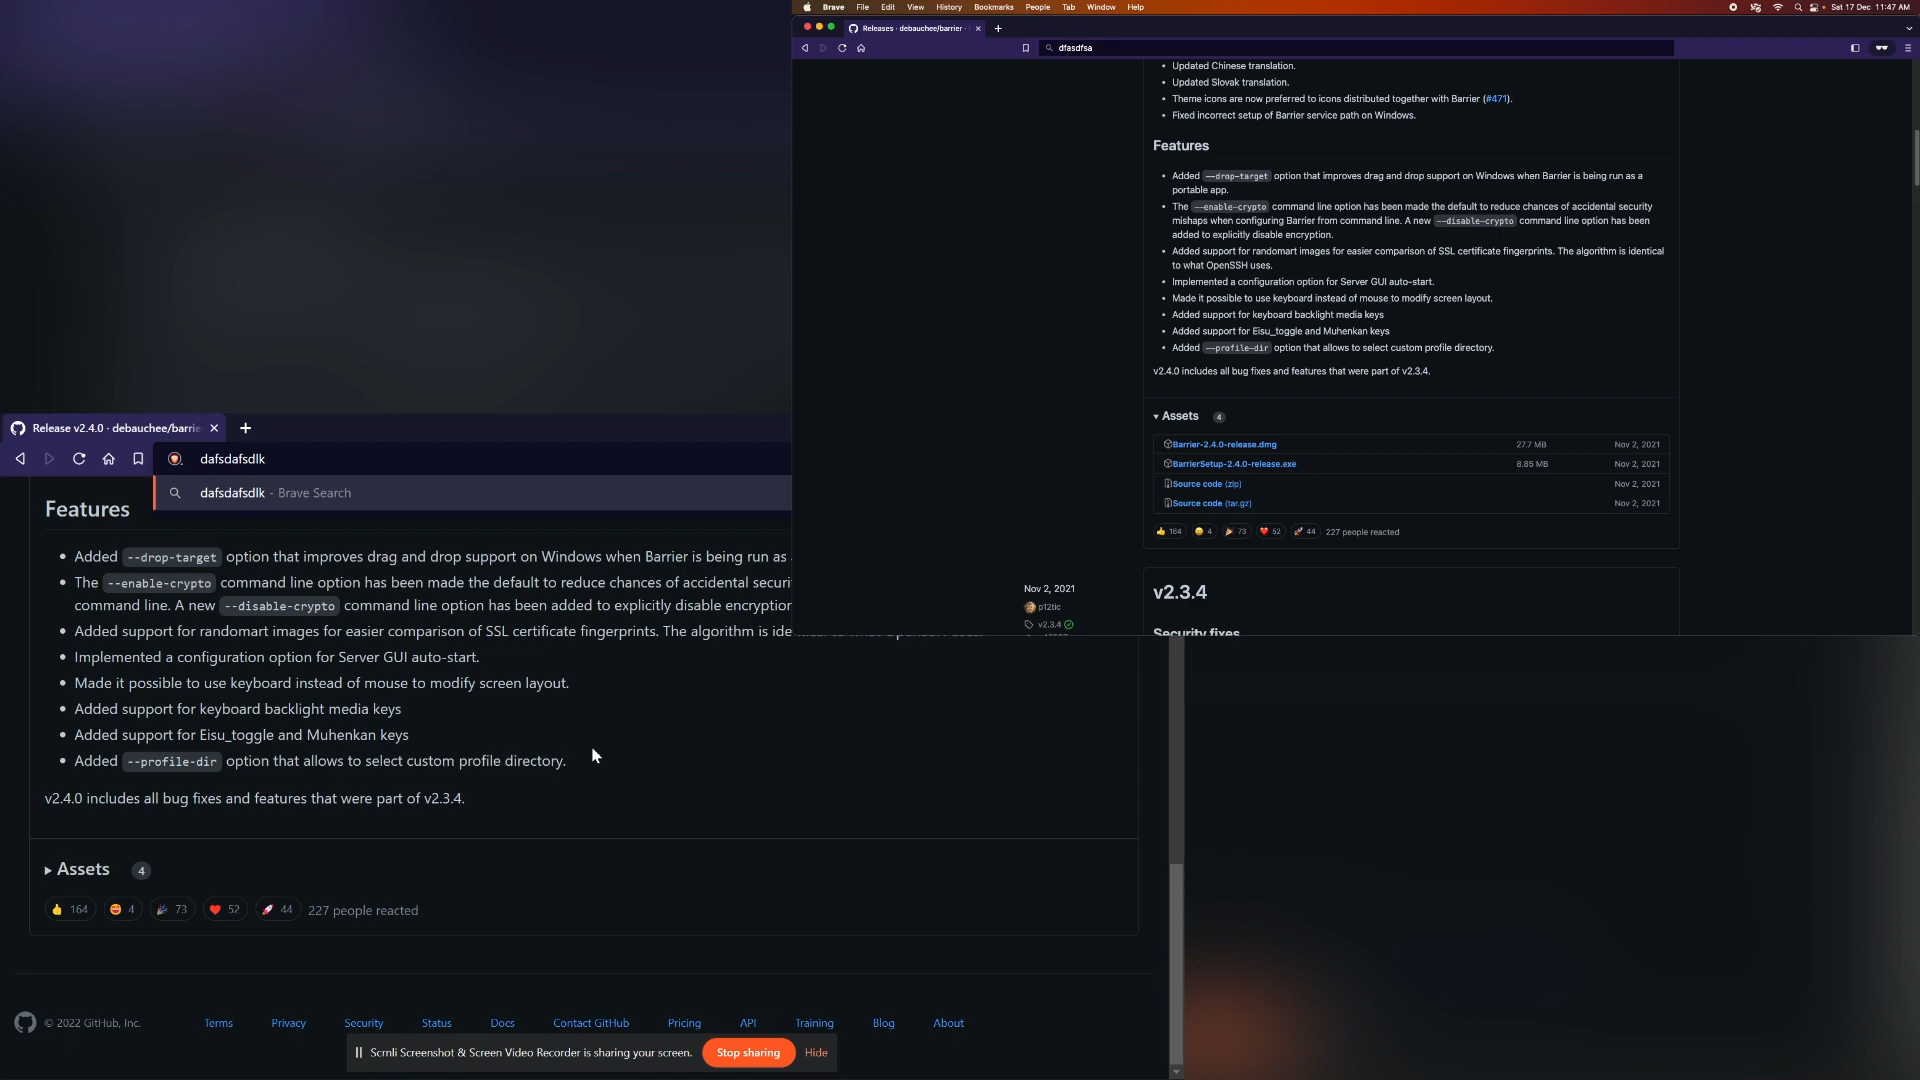 Brave File Edit View History Bookmarks People Tab Window Help
Sat 17 Dec 11:47 AM
Releases · debauchee/barrier
dfasdfsa
• Updated Chinese translation.
• Updated Slovak translation.
• Theme icons are now preferred to icons distributed together with Barrier (#471).
• Fixed incorrect setup of Barrier service path on Windows.
Features
• Added --drop-target option that improves drag and drop support on Windows when Barrier is being run as a
portable app.
• The --enable-crypto command line option has been made the default to reduce chances of accidental security
mishaps when configuring Barrier from command line. A new --disable-crypto command line option has been
added to explicitly disable encryption.
• Added support for randomart images for easier comparison of SSL certificate fingerprints. The algorithm is identical
to what OpenSSH uses.
• Implemented a configuration option for Server GUI auto-start.
• Made it possible to use keyboard instead of mouse to modify screen layout.
• Added support for keyboard backlight media keys
• Added support for Eisu_toggle and Muhenkan keys
• Added --profile-dir option that allows to select custom profile directory.
v2.4.0 includes all bug fixes and features that were part of v2.3.4.
Assets 4
Barrier-2.4.0-release.dmg 27.7 MB Nov 2, 2021
BarrierSetup-2.4.0-release.exe 8.85 MB Nov 2, 2021
Source code (zip) Nov 2, 2021
Source code (tar.gz) Nov 2, 2021
164 4 73 52 44 227 people reacted
Nov 2, 2021
p12tic
v2.3.4
v2.3.4
Security fixes
Release v2.4.0 · debauchee/barrie
dafsdafsdlk
dafsdafsdlk - Brave Search
Features
• Added --drop-target option that improves drag and drop support on Windows when Barrier is being run as
• The --enable-crypto command line option has been made the default to reduce chances of accidental securi
command line. A new --disable-crypto command line option has been added to explicitly disable encryption
• Added support for randomart images for easier comparison of SSL certificate fingerprints. The algorithm is ide
• Implemented a configuration option for Server GUI auto-start.
• Made it possible to use keyboard instead of mouse to modify screen layout.
• Added support for keyboard backlight media keys
• Added support for Eisu_toggle and Muhenkan keys
• Added --profile-dir option that allows to select custom profile directory.
v2.4.0 includes all bug fixes and features that were part of v2.3.4.
Assets 4
164 4 73 52 44 227 people reacted
© 2022 GitHub, Inc. Terms Privacy Security Status Docs Contact GitHub Pricing API Training Blog About
Scrnli Screenshot & Screen Video Recorder is sharing your screen. Stop sharing Hide